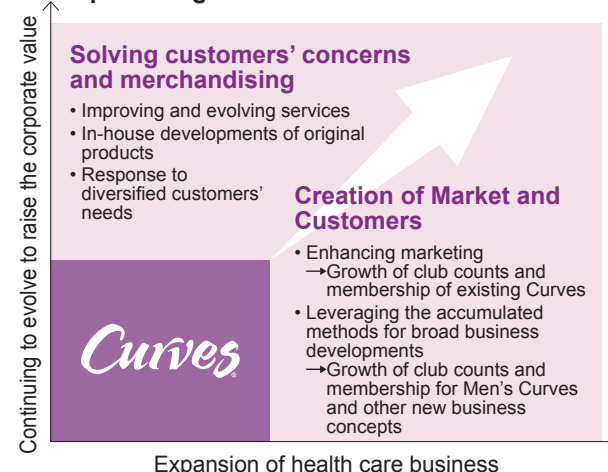 Continuing to evolve to raise the corporate value
Solving customers’ concerns
and merchandising
• Improving and evolving services
• In-house developments of original
products
• Response to
diversified customers’
needs
Creation of Market and
Customers
• Enhancing marketing
→Growth of club counts and
membership of existing Curves
• Leveraging the accumulated
methods for broad business
developments
→Growth of club counts and
membership for Men’s Curves
and other new business
concepts
Curves®
Expansion of health care business